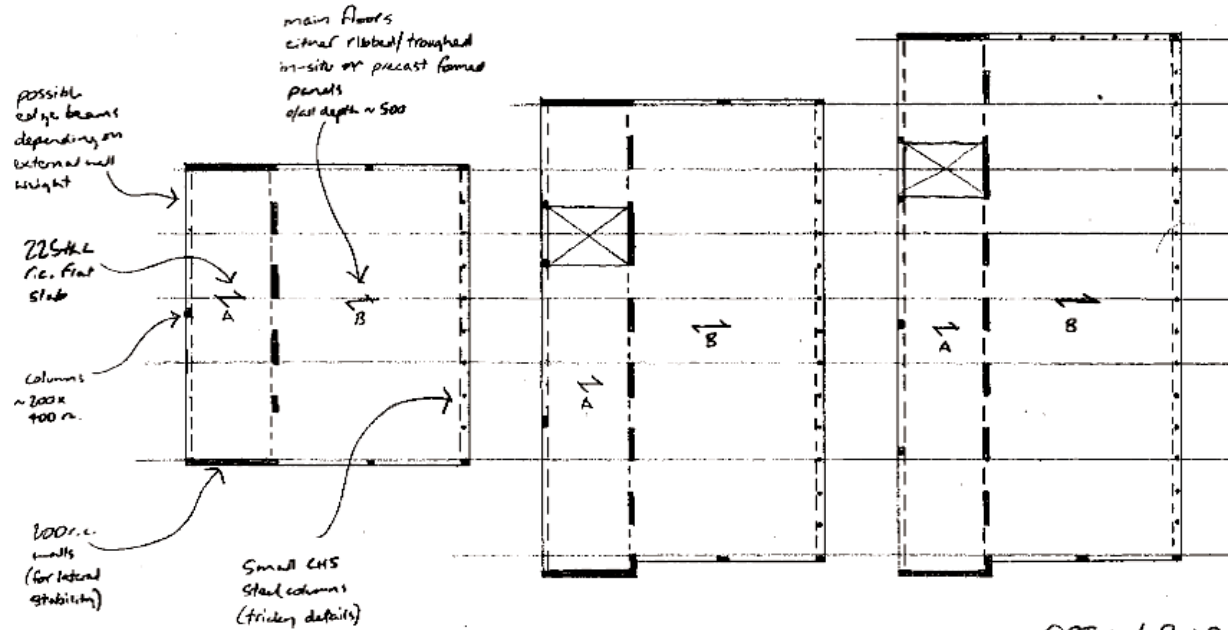 main floors
either ribbed/troughed
in-situ or precast formed
panels
o/all depth ~ 500
possible
edge beams
depending on
external wall
weight
225thk
r.c. flat
slab
columns
~ 200x
400 r.c.
200 r.c.
walls
(for lateral
stability)
Small CHS
steel columns
(tricky details)
A
B
A
B
A
B